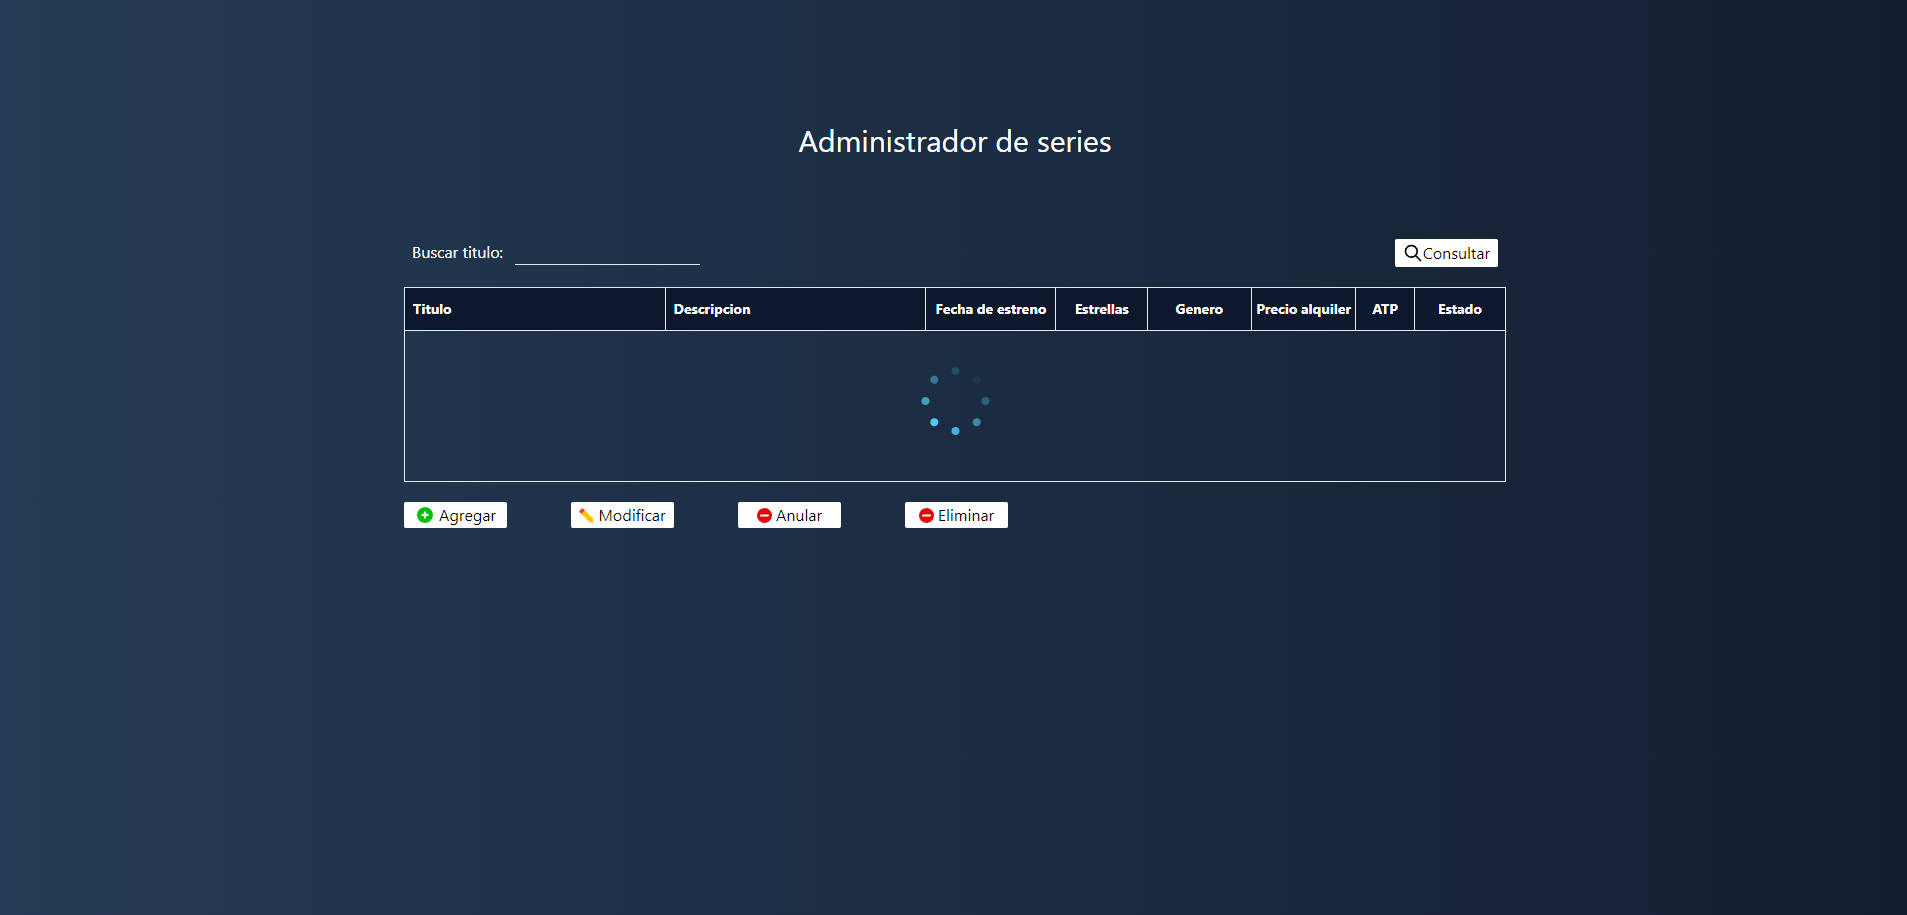 Administrador de series
Buscar titulo:
Consultar
Titulo Descripcion Fecha de estreno Estrellas Genero Precio alquiler ATP Estado
Agregar Modificar Anular Eliminar